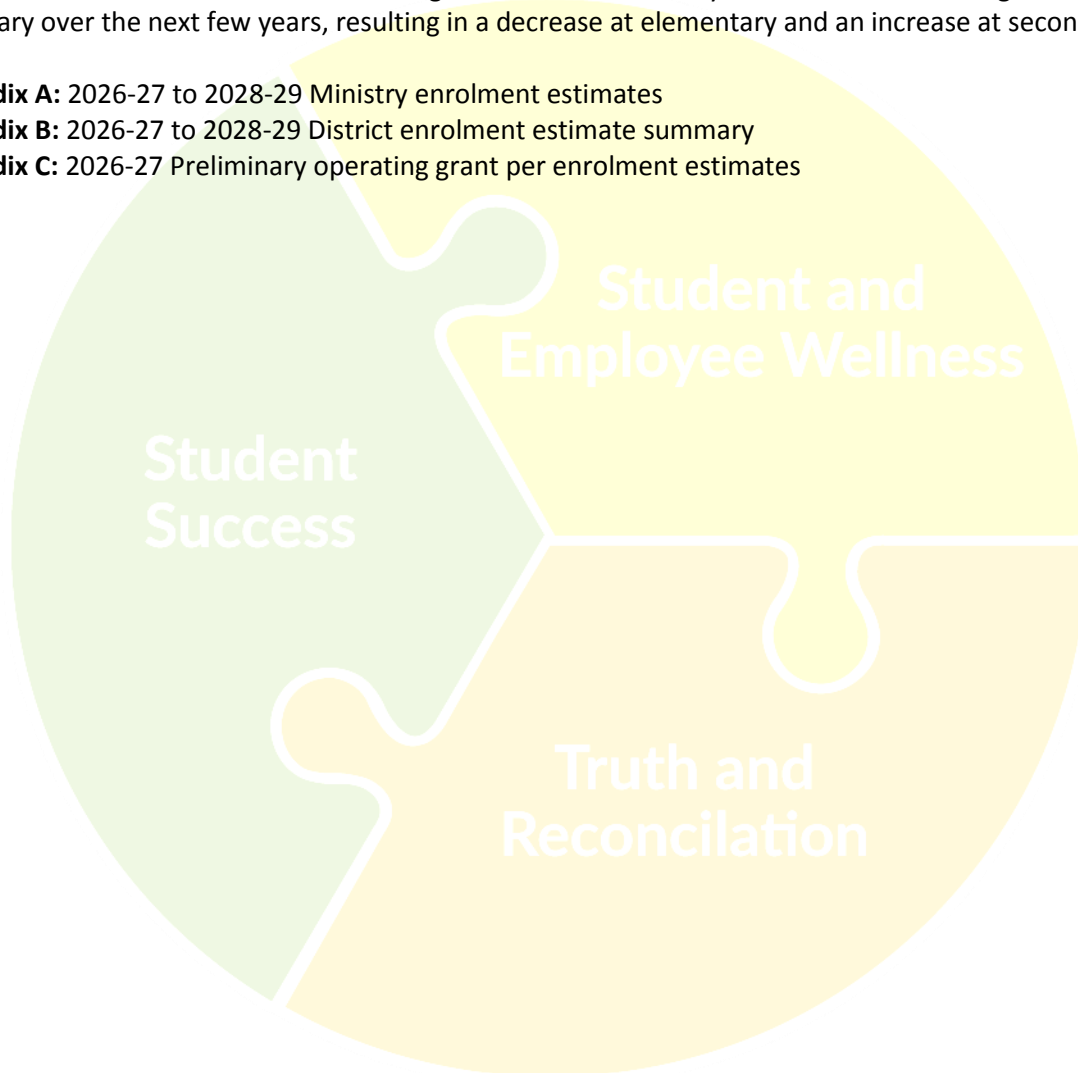 ary over the next few years, resulting in a decrease at elementary and an increase at secon
dix A: 2026-27 to 2028-29 Ministry enrolment estimates
dix B: 2026-27 to 2028-29 District enrolment estimate summary
dix C: 2026-27 Preliminary operating grant per enrolment estimates
Student and
Employee Wellness
Student
Success
Truth and
Reconcilation